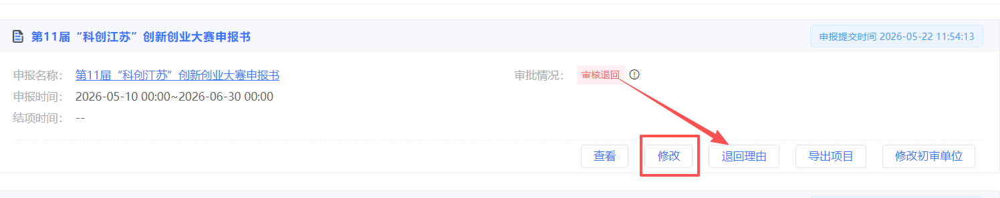 第11届“科创江苏”创新创业大赛申报书 申报提交时间 2026-05-22 11:54:13
申报名称： 第11届“科创江苏”创新创业大赛申报书 审批情况： 审核退回
申报时间： 2026-05-10 00:00~2026-06-30 00:00
结项时间： --
查看 修改 退回理由 导出项目 修改初审单位